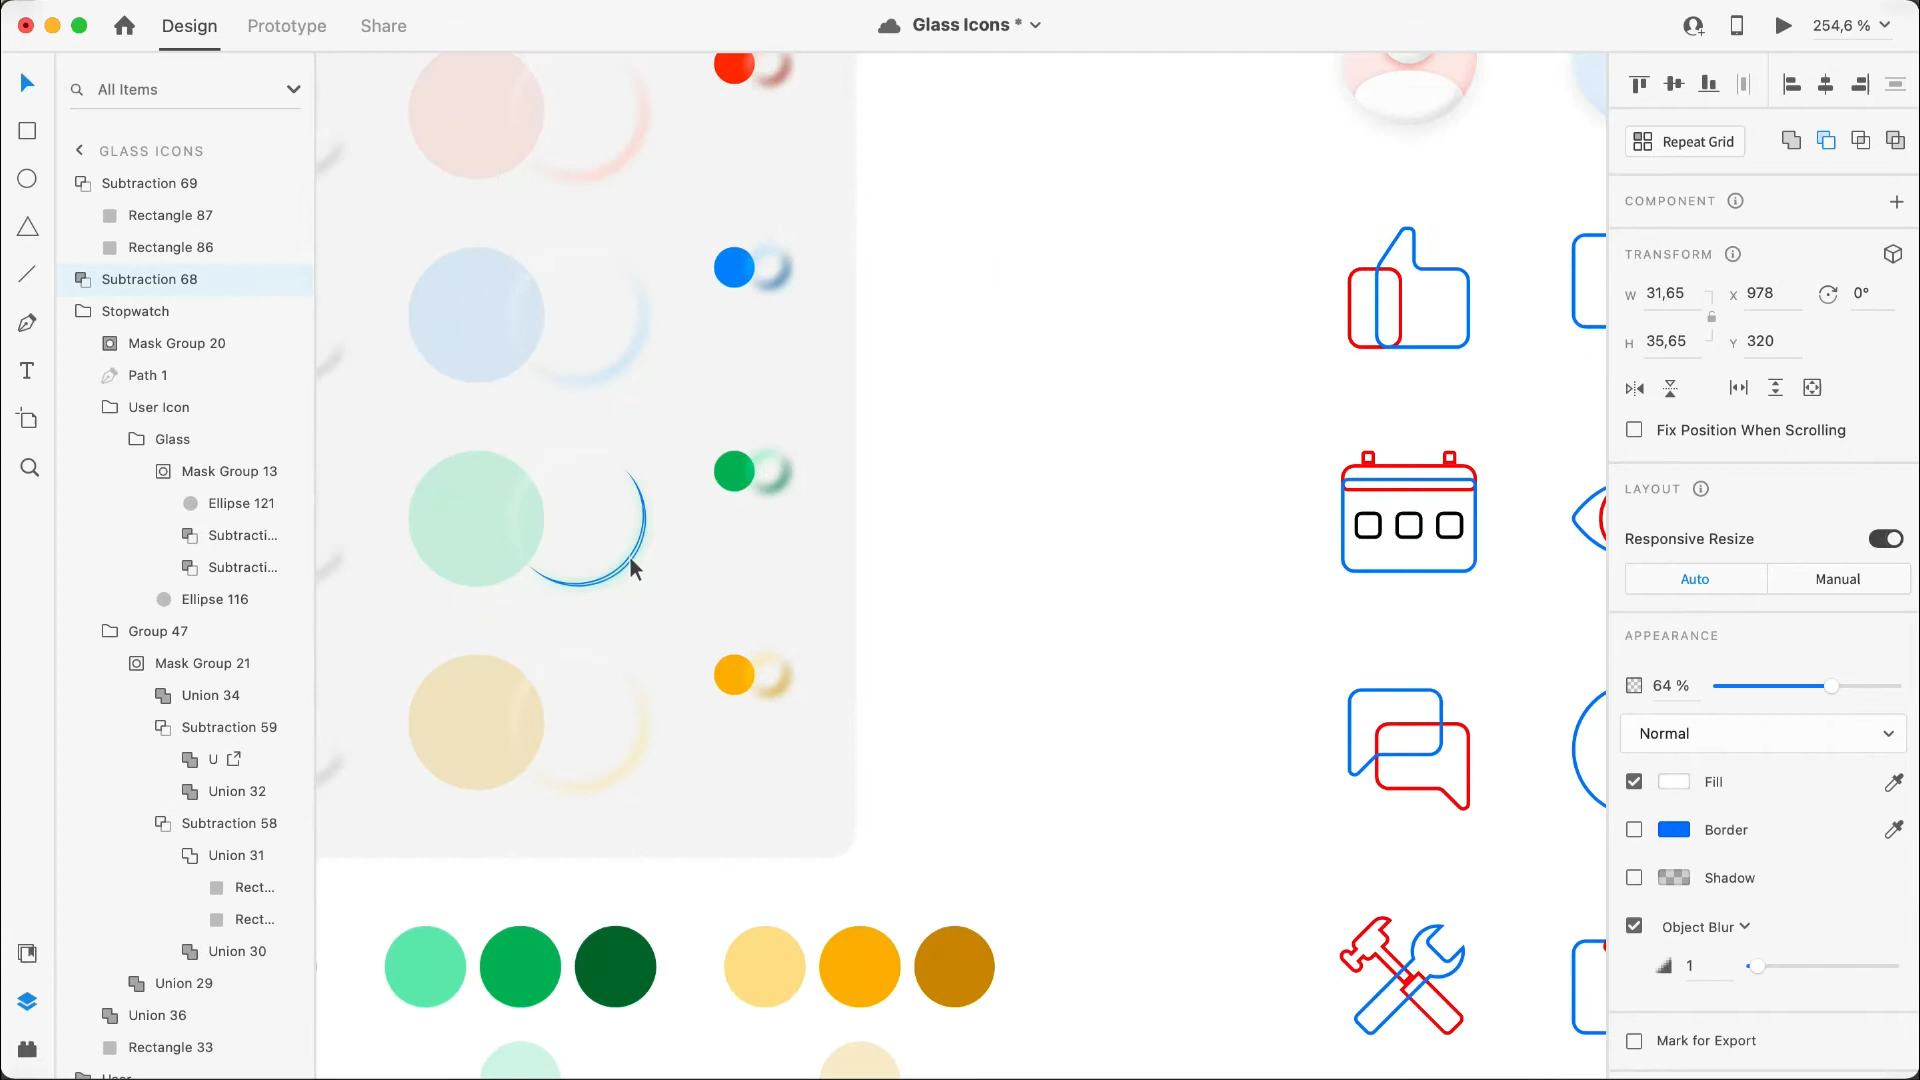 Design
Prototype
Share
Glass Icons *
254,6 %
All Items
GLASS ICONS
Subtraction 69
Rectangle 87
Rectangle 86
Subtraction 68
Stopwatch
Mask Group 20
Path 1
User Icon
Glass
Mask Group 13
Ellipse 121
Subtracti...
Subtracti...
Ellipse 116
Group 47
Mask Group 21
Union 34
Subtraction 59
U
Union 32
Subtraction 58
Union 31
Rect...
Rect...
Union 30
Union 29
Union 36
Rectangle 33
Repeat Grid
COMPONENT
TRANSFORM
W 31,65 X 978 0°
H 35,65 Y 320
Fix Position When Scrolling
LAYOUT
Responsive Resize
Auto
Manual
APPEARANCE
64 %
Normal
Fill
Border
Shadow
Object Blur
1
Mark for Export